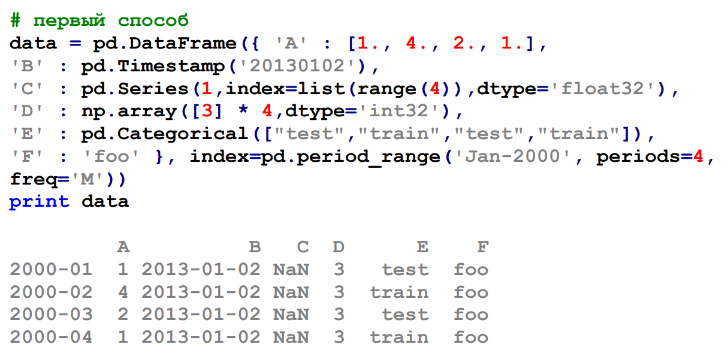 # первый способ
data = pd.DataFrame({ 'A' : [1., 4., 2., 1.],
'B' : pd.Timestamp('20130102'),
'C' : pd.Series(1,index=list(range(4)),dtype='float32'),
'D' : np.array([3] * 4,dtype='int32'),
'E' : pd.Categorical(["test","train","test","train"]),
'F' : 'foo' }, index=pd.period_range('Jan-2000', periods=4,
freq='M'))
print data
A B C D E F
2000-01 1 2013-01-02 NaN 3 test foo
2000-02 4 2013-01-02 NaN 3 train foo
2000-03 2 2013-01-02 NaN 3 test foo
2000-04 1 2013-01-02 NaN 3 train foo